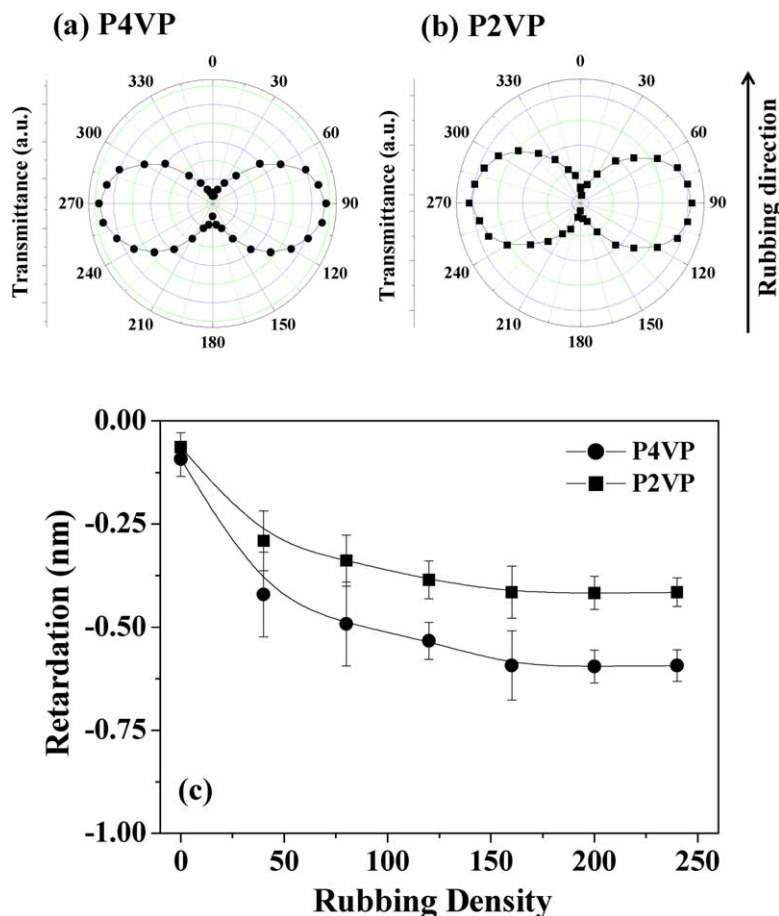 (a) P4VP
(b) P2VP
Transmittance (a.u.)
0
30
60
90
120
150
180
210
240
270
300
330
Transmittance (a.u.)
0
30
60
90
120
150
180
210
240
270
300
330
Rubbing direction
0.00
-0.25
-0.50
-0.75
-1.00
Retardation (nm)
P4VP
P2VP
(c)
0 50 100 150 200 250
Rubbing Density